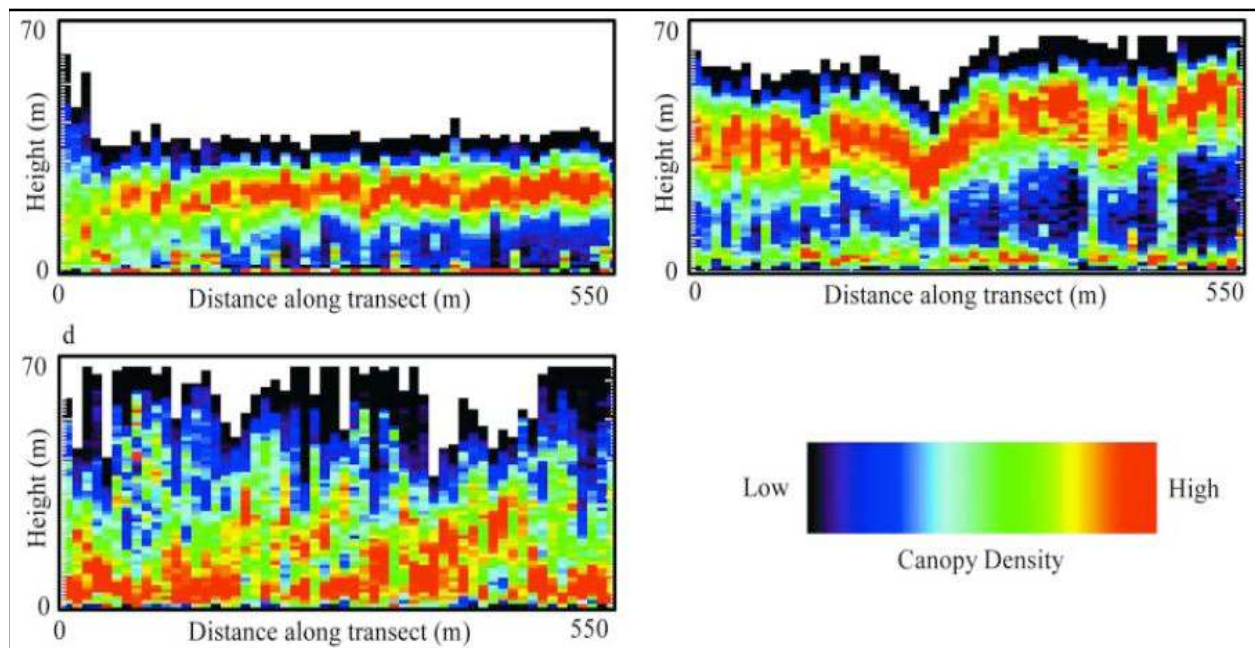 70
Height (m)
0
0
Distance along transect (m)
550
70
Height (m)
0
0
Distance along transect (m)
550
d
70
Height (m)
0
0
Distance along transect (m)
550
Low
High
Canopy Density